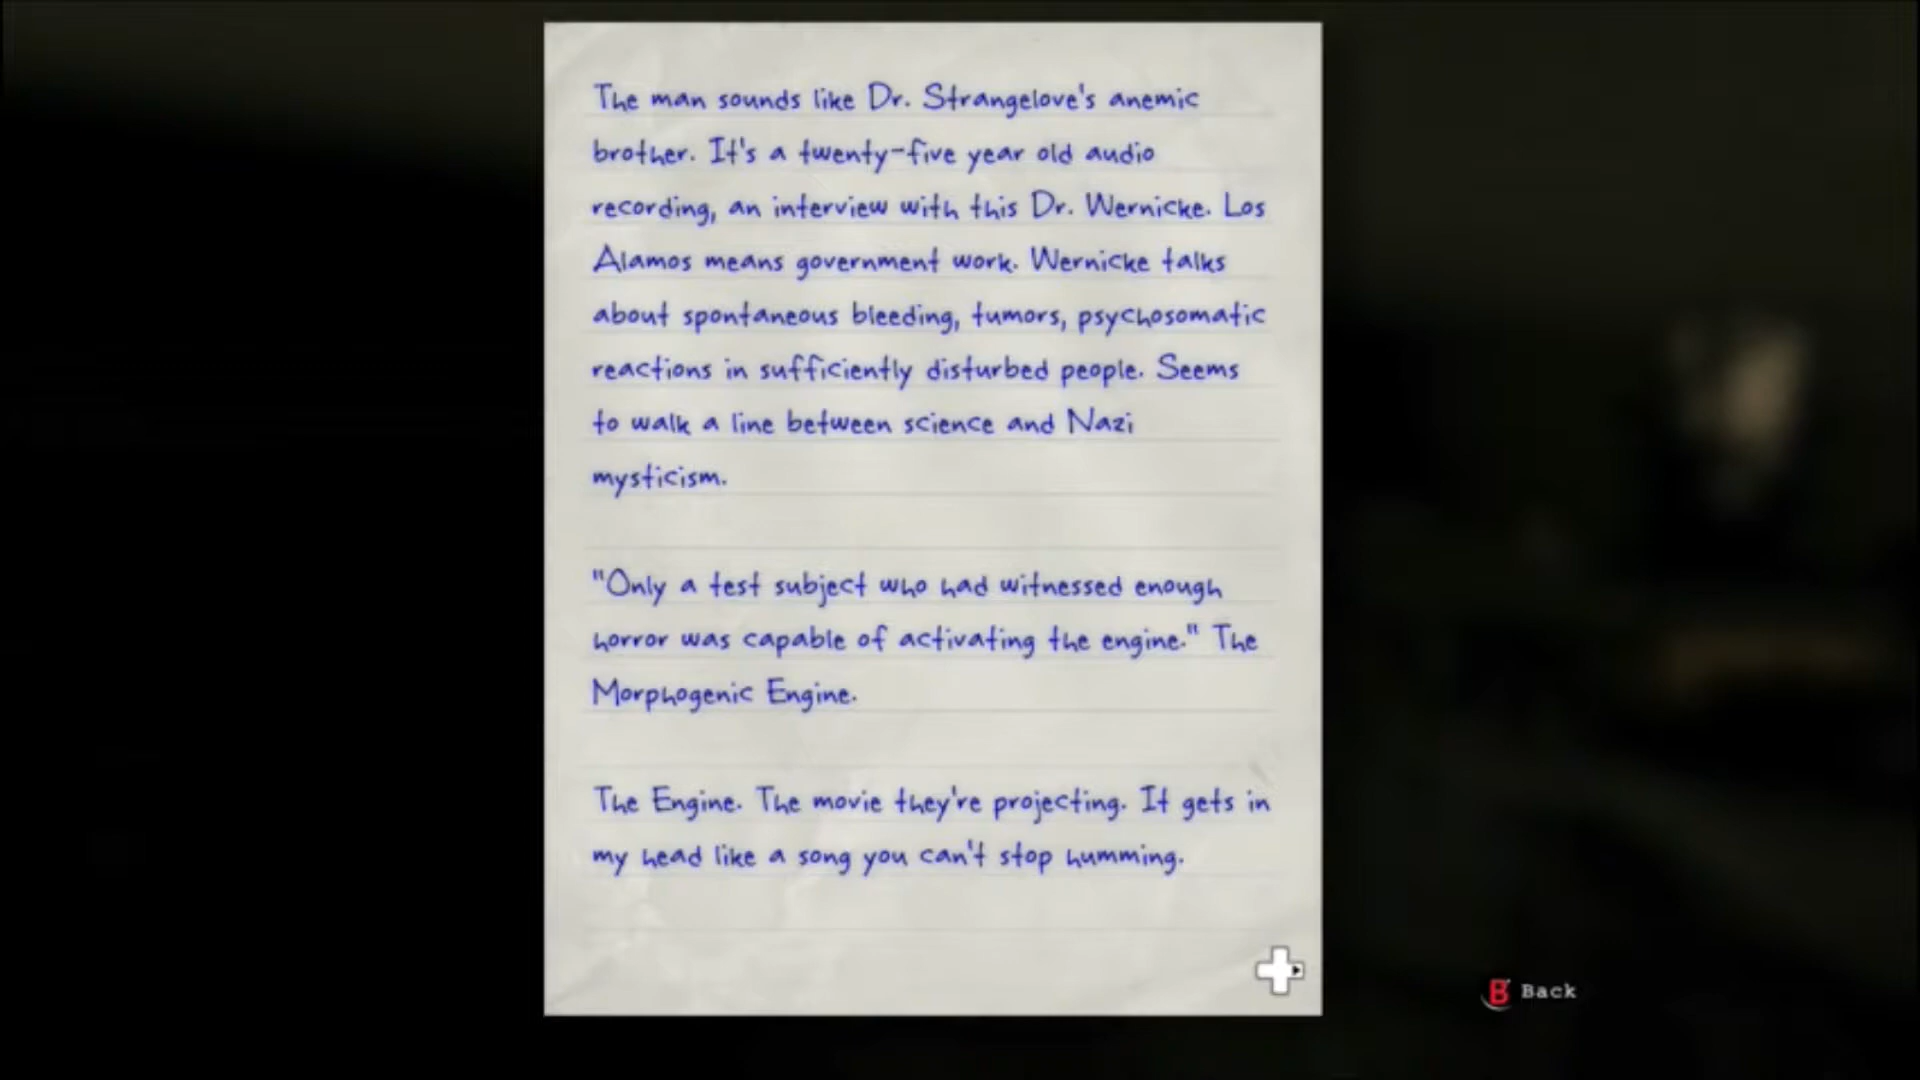 The man sounds like Dr. Strangelove's anemic
brother. It's a twenty-five year old audio
recording, an interview with this Dr. Wernicke. Los
Alamos means government work. Wernicke talks
about spontaneous bleeding, tumors, psychosomatic
reactions in sufficiently disturbed people. Seems
to walk a line between science and Nazi
mysticism.
"Only a test subject who had witnessed enough
horror was capable of activating the engine." The
Morphogenic Engine.
The Engine. The movie they're projecting. It gets in
my head like a song you can't stop humming.
B Back